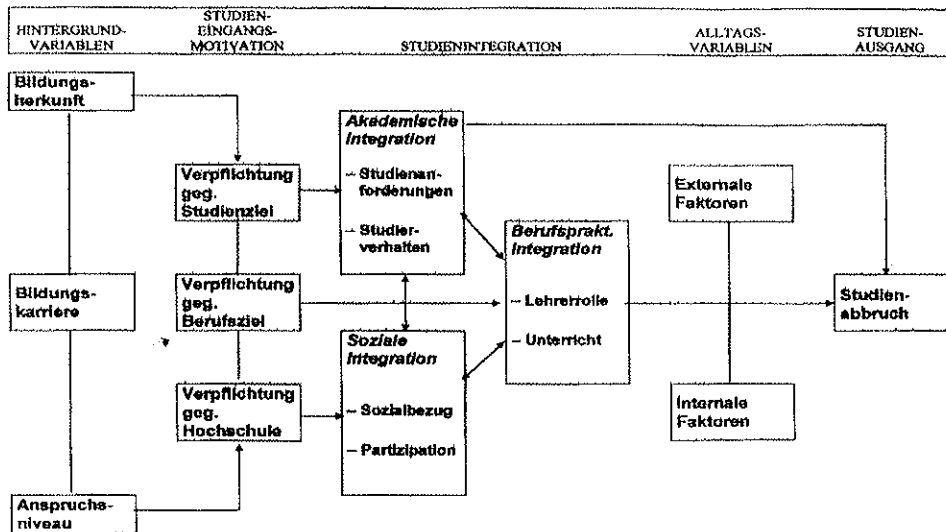 HINTERGRUND-
VARIABLEN
STUDIEN-
EINGANGS-
MOTIVATION
STUDIENINTEGRATION
ALLTAGS-
VARIABLEN
STUDIEN-
AUSGANG
Bildungs-
herkunft
Bildungs-
karriere
Anspruchs-
niveau
Verpflichtung
geg.
Studienziel
Verpflichtung
geg.
Berufsziel
Verpflichtung
geg.
Hochschule
Akademische
Integration
– Studienan-
forderungen
– Studier-
verhalten
Soziale
Integration
– Sozialbezug
– Partizipation
Berufsprakt.
Integration
– Lehrerrolle
– Unterricht
Externale
Faktoren
Internale
Faktoren
Studien-
abbruch